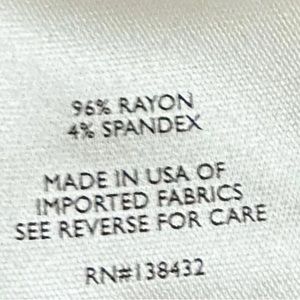 96% RAYON
4% SPANDEX
MADE IN USA OF
IMPORTED FABRICS
SEE REVERSE FOR CARE
RN#138432